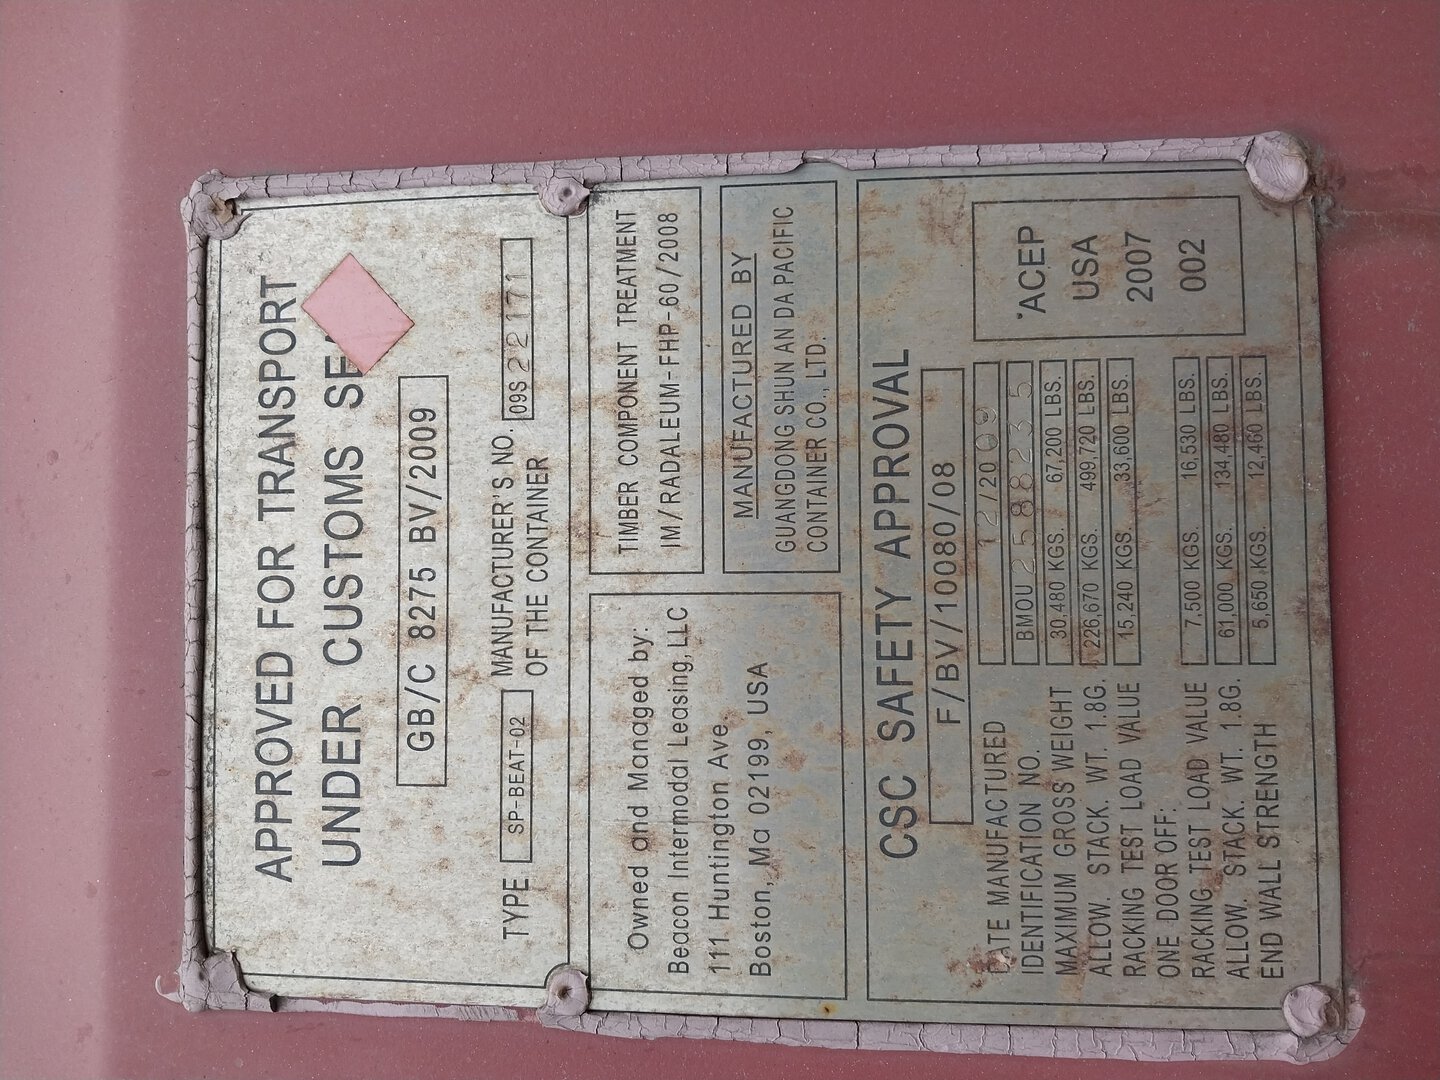 APPROVED FOR TRANSPORT
UNDER CUSTOMS
GB/C 8275 BV/2009
TYPE SP-BEAT-02 MANUFACTURER'S NO. OF THE CONTAINER 09S22171
Owned and Managed by:
Beacon Intermodal Leasing, LLC
111 Huntington Ave.
Boston, Ma 02199, USA
TIMBER COMPONENT TREATMENT
IM/RADALEUM-FHP-60/2008
MANUFACTURED BY
GUANGDONG SHUN AN DA PACIFIC
CONTAINER CO., LTD.
CSC SAFETY APPROVAL
F/BV/10080/08
DATE MANUFACTURED 12/2009
IDENTIFICATION NO. BMOU2588235
MAXIMUM GROSS WEIGHT 30.480 KGS. 67,200 LBS.
ALLOW. STACK. WT. 1.8G. 226,670 KGS. 499,720 LBS.
RACKING TEST LOAD VALUE 15,240 KGS. 33,600 LBS.
ONE DOOR OFF:
RACKING TEST LOAD VALUE 7,500 KGS. 16,530 LBS.
ALLOW. STACK. WT. 1.8G. 61,000 KGS. 134,480 LBS.
END WALL STRENGTH 5,650 KGS. 12,460 LBS.
ACEP
USA
2007
002